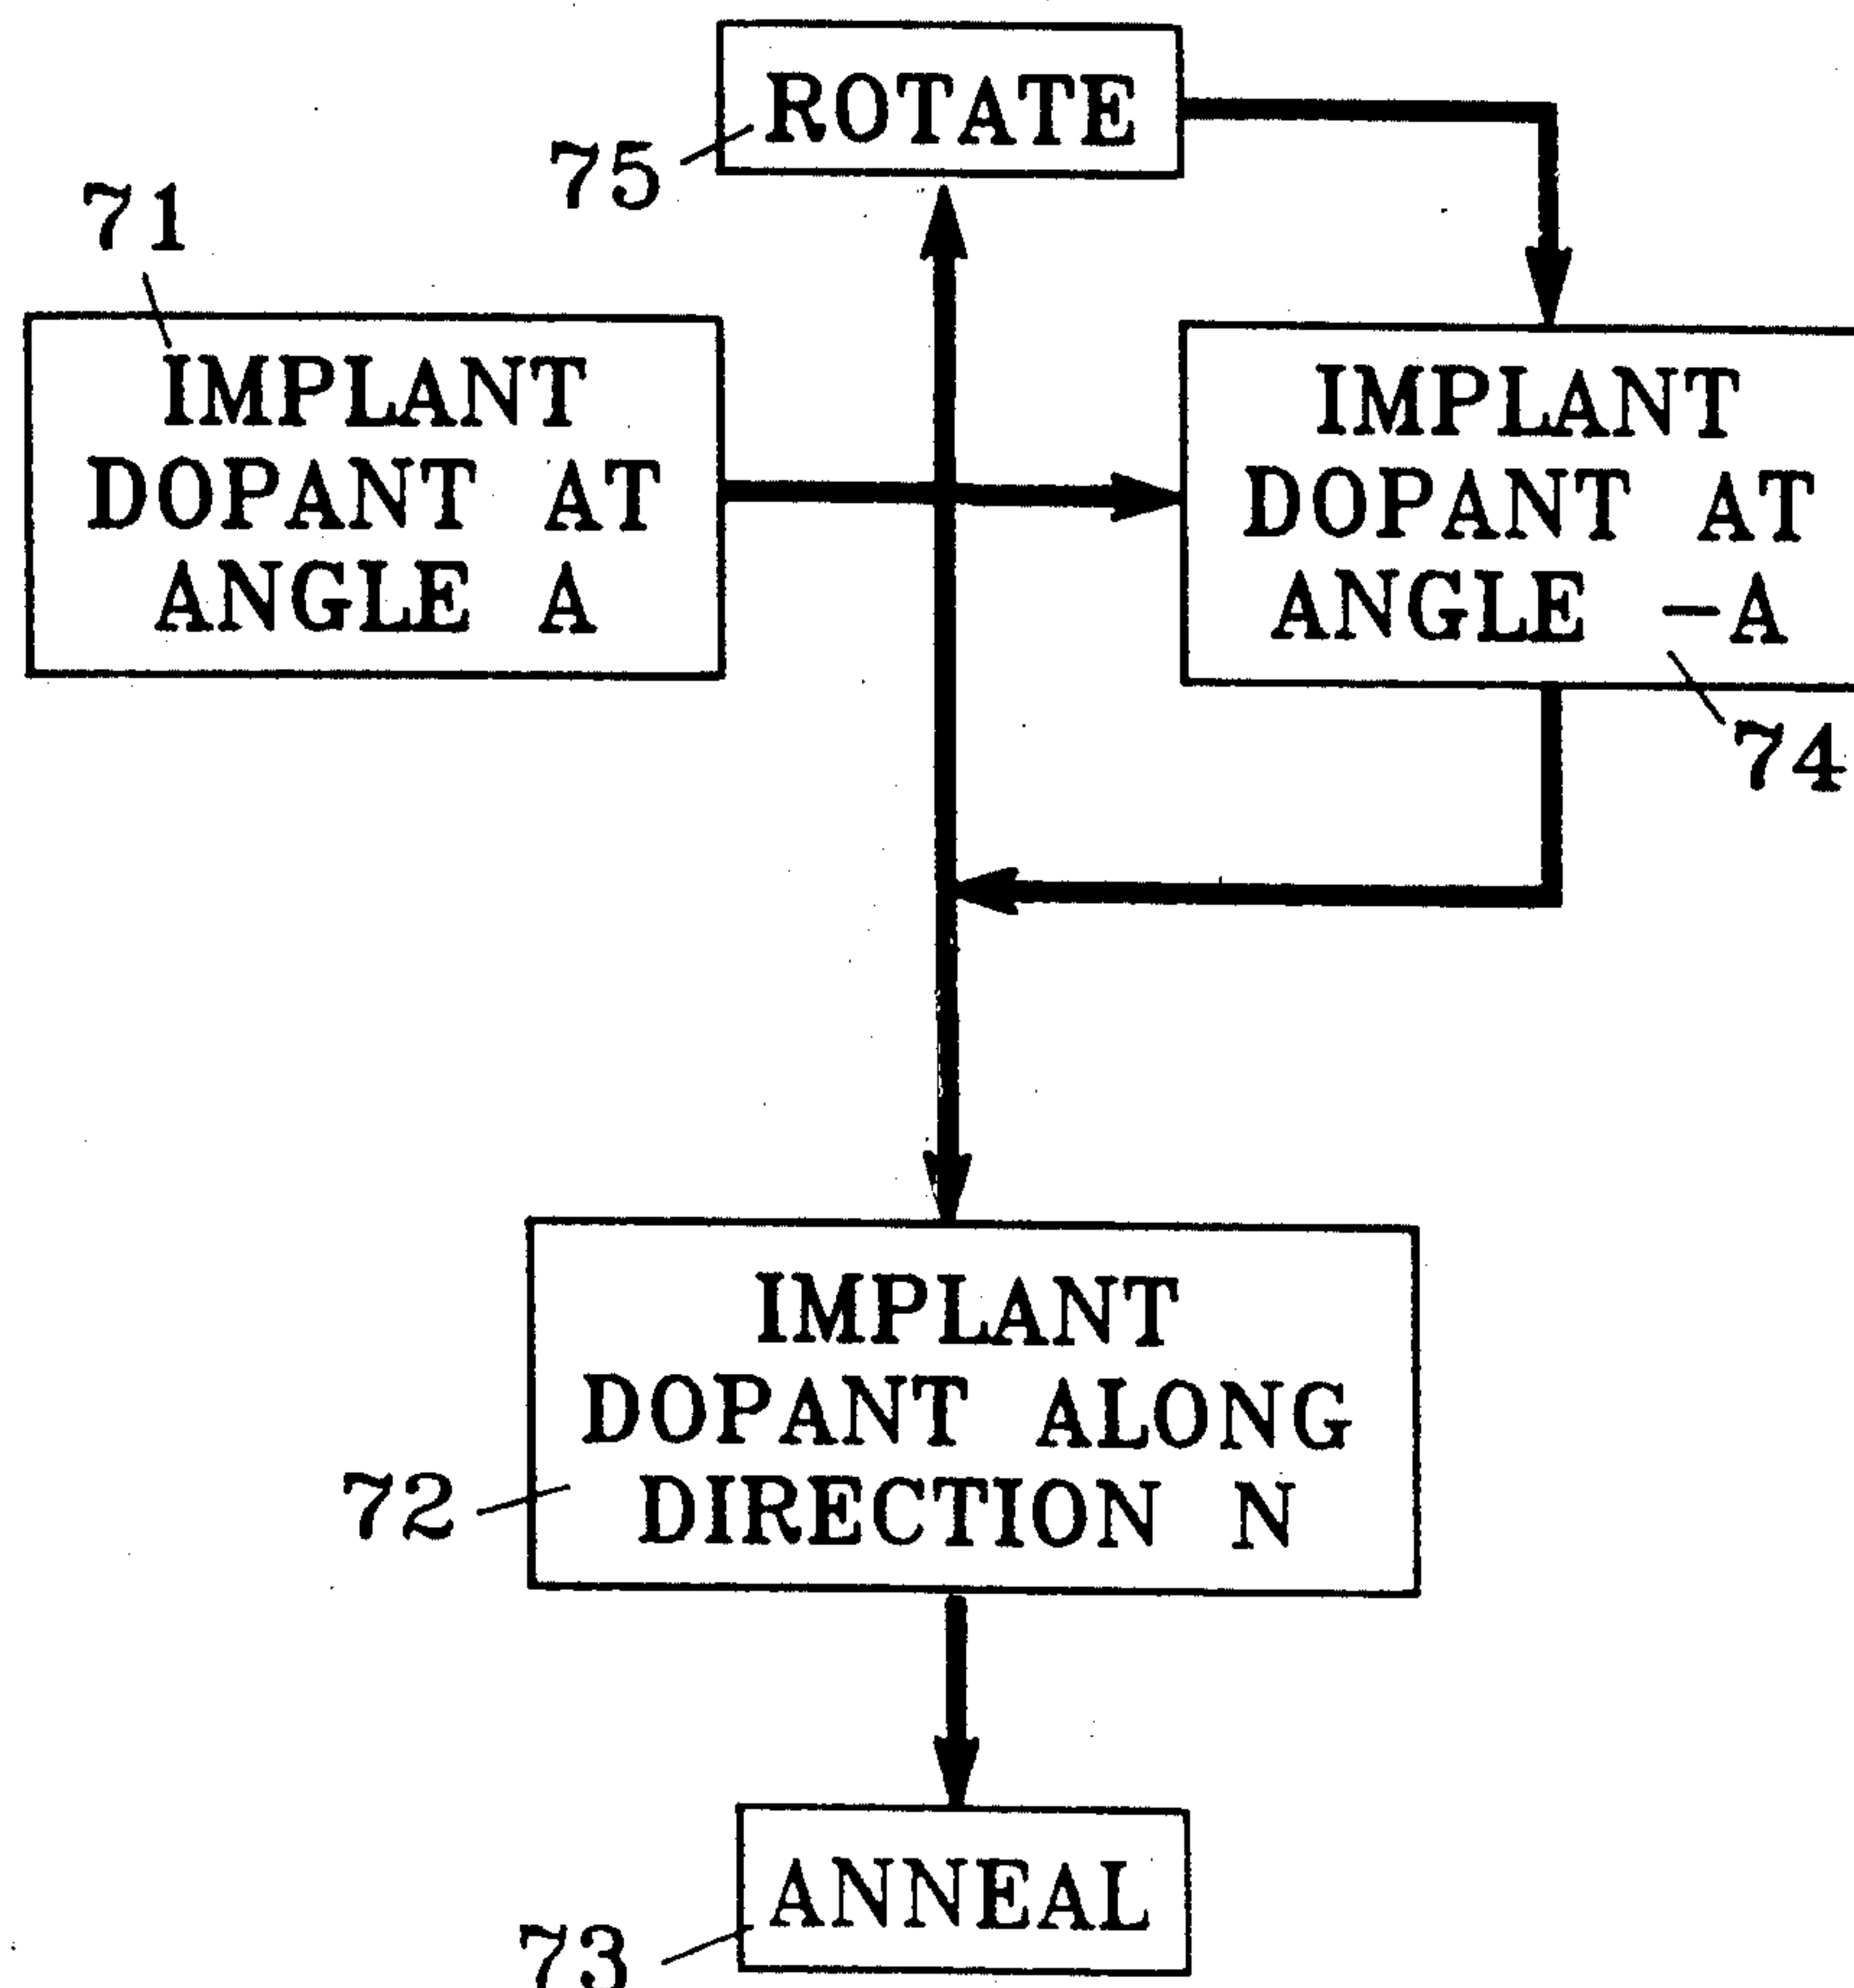 ROTATE
75
71
IMPLANT
DOPANT AT
ANGLE A
IMPLANT
DOPANT AT
ANGLE -A
74
IMPLANT
DOPANT ALONG
DIRECTION N
72
ANNEAL
73